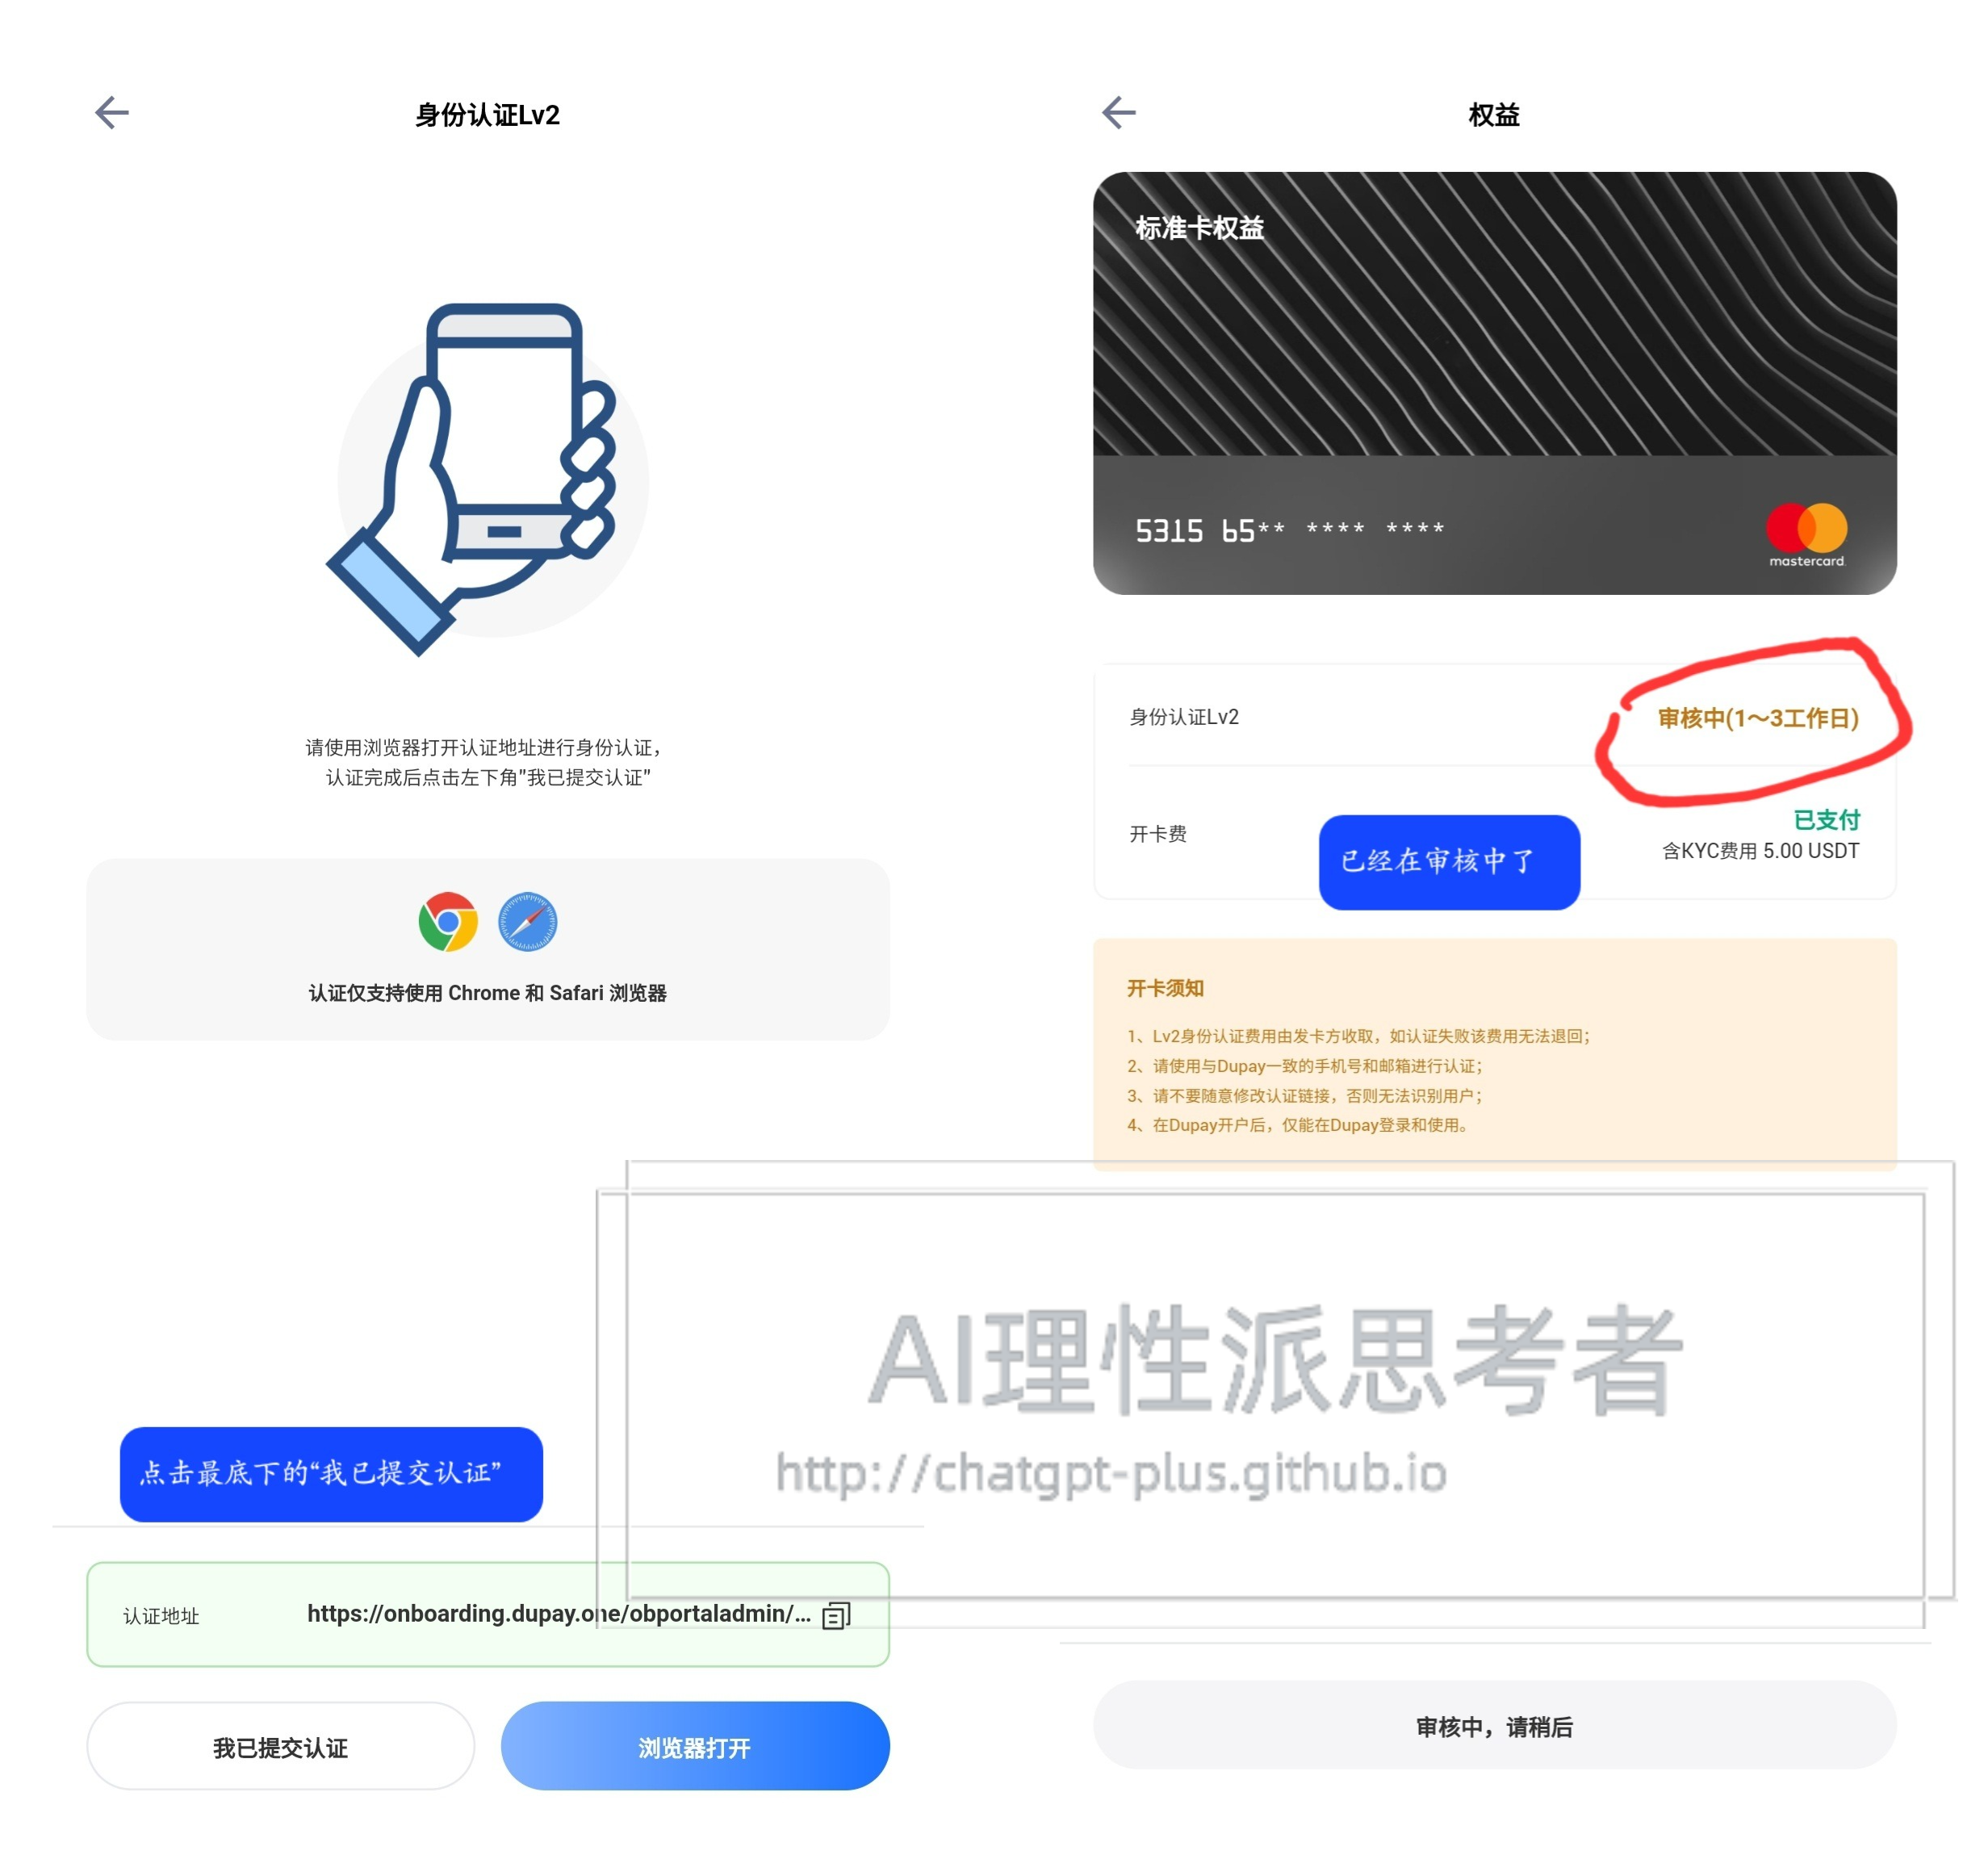 身份认证Lv2
请使用浏览器打开认证地址进行身份认证，
认证完成后点击左下角"我已提交认证"
认证仅支持使用 Chrome 和 Safari 浏览器
点击最底下的“我已提交认证”
认证地址 https://onboarding.dupay.one/obportaladmin/...
我已提交认证 浏览器打开
权益
标准卡权益
5315 65** **** ****
mastercard.
身份认证Lv2 审核中(1～3工作日)
开卡费 已支付
含KYC费用 5.00 USDT
已经在审核中了
开卡须知
1、Lv2身份认证费用由发卡方收取，如认证失败该费用无法退回；
2、请使用与Dupay一致的手机号和邮箱进行认证；
3、请不要随意修改认证链接，否则无法识别用户；
4、在Dupay开户后，仅能在Dupay登录和使用。
AI理性派思考者
http://chatgpt-plus.github.io
审核中，请稍后